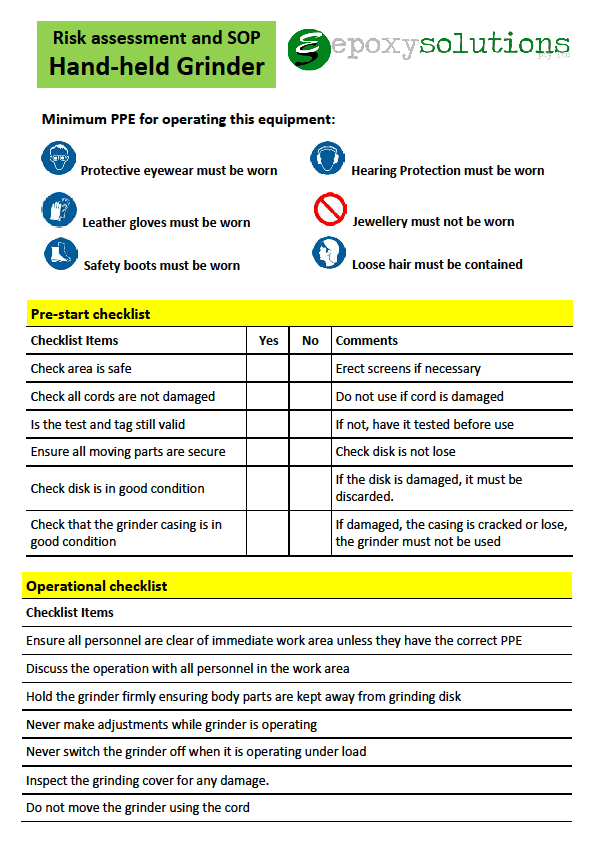 Risk assessment and SOP
Hand-held Grinder
epoxysolutions
pty ltd
Minimum PPE for operating this equipment:
Protective eyewear must be worn
Hearing Protection must be worn
Leather gloves must be worn
Jewellery must not be worn
Safety boots must be worn
Loose hair must be contained
Pre-start checklist
Checklist Items Yes No Comments
Check area is safe Erect screens if necessary
Check all cords are not damaged Do not use if cord is damaged
Is the test and tag still valid If not, have it tested before use
Ensure all moving parts are secure Check disk is not lose
Check disk is in good condition If the disk is damaged, it must be
discarded.
Check that the grinder casing is in If damaged, the casing is cracked or lose,
good condition the grinder must not be used
Operational checklist
Checklist Items
Ensure all personnel are clear of immediate work area unless they have the correct PPE
Discuss the operation with all personnel in the work area
Hold the grinder firmly ensuring body parts are kept away from grinding disk
Never make adjustments while grinder is operating
Never switch the grinder off when it is operating under load
Inspect the grinding cover for any damage.
Do not move the grinder using the cord